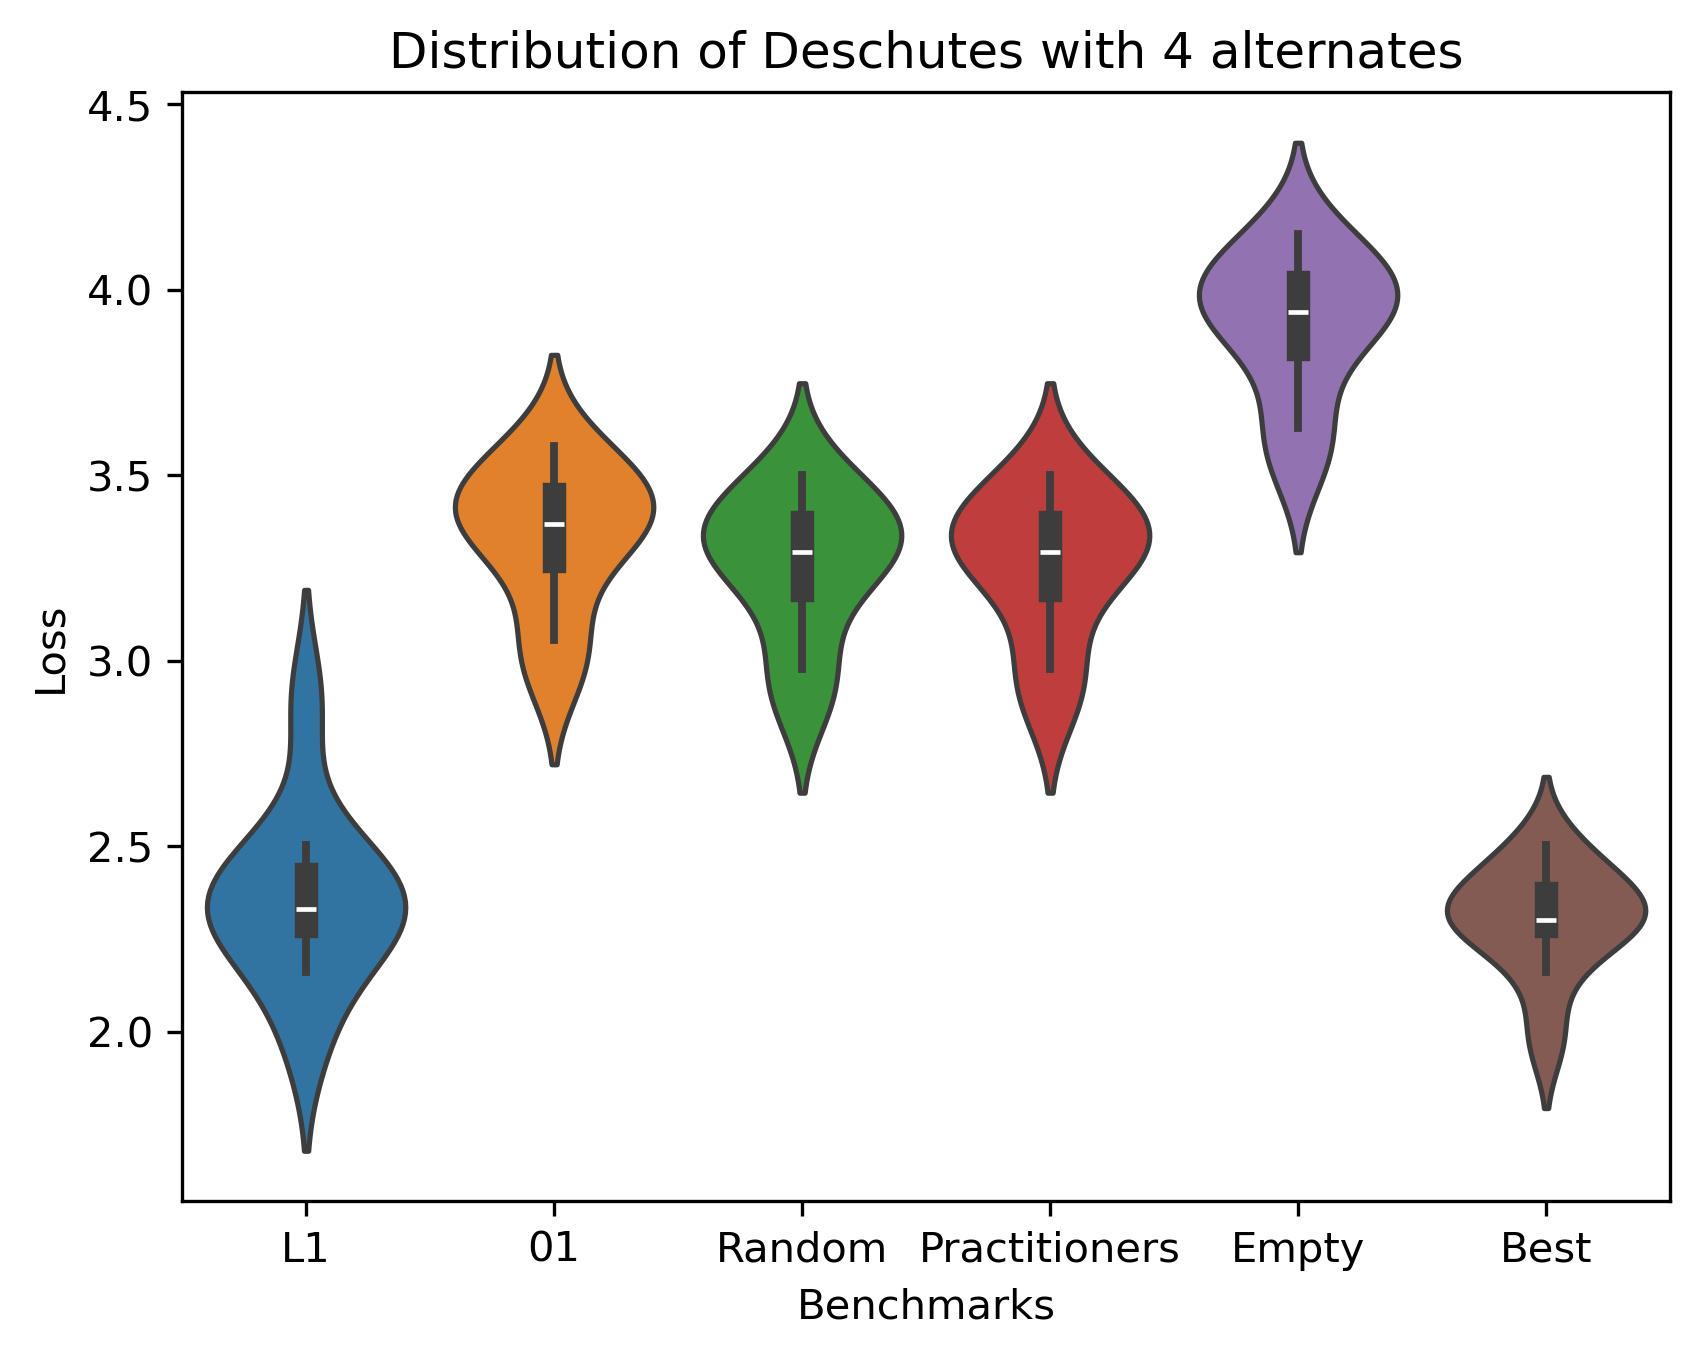 Distribution of Deschutes with 4 alternates
4.5
4.0
3.5
3.0
2.5
2.0
Loss
L1 01 Random Practitioners Empty Best
Benchmarks